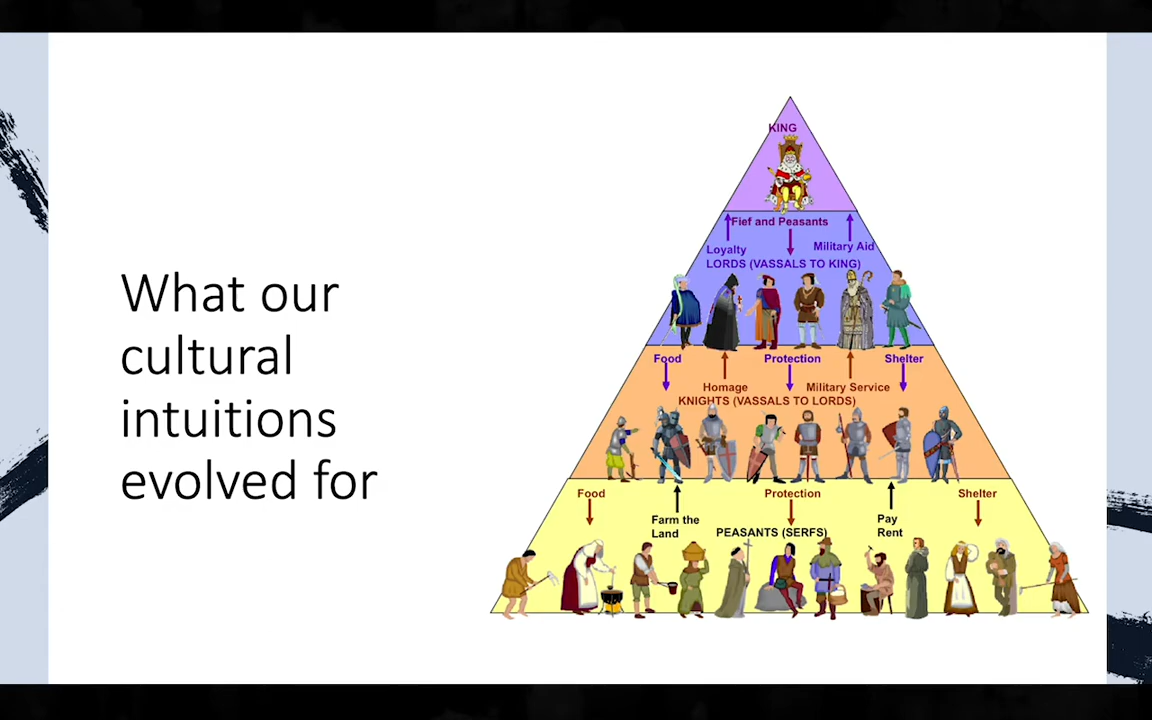 What our
cultural
intuitions
evolved for
KING
Fief and Peasants
Loyalty
Military Aid
LORDS (VASSALS TO KING)
Food
Protection
Shelter
Homage
Military Service
KNIGHTS (VASSALS TO LORDS)
Food
Protection
Shelter
Farm the
Land
Pay
Rent
PEASANTS (SERFS)